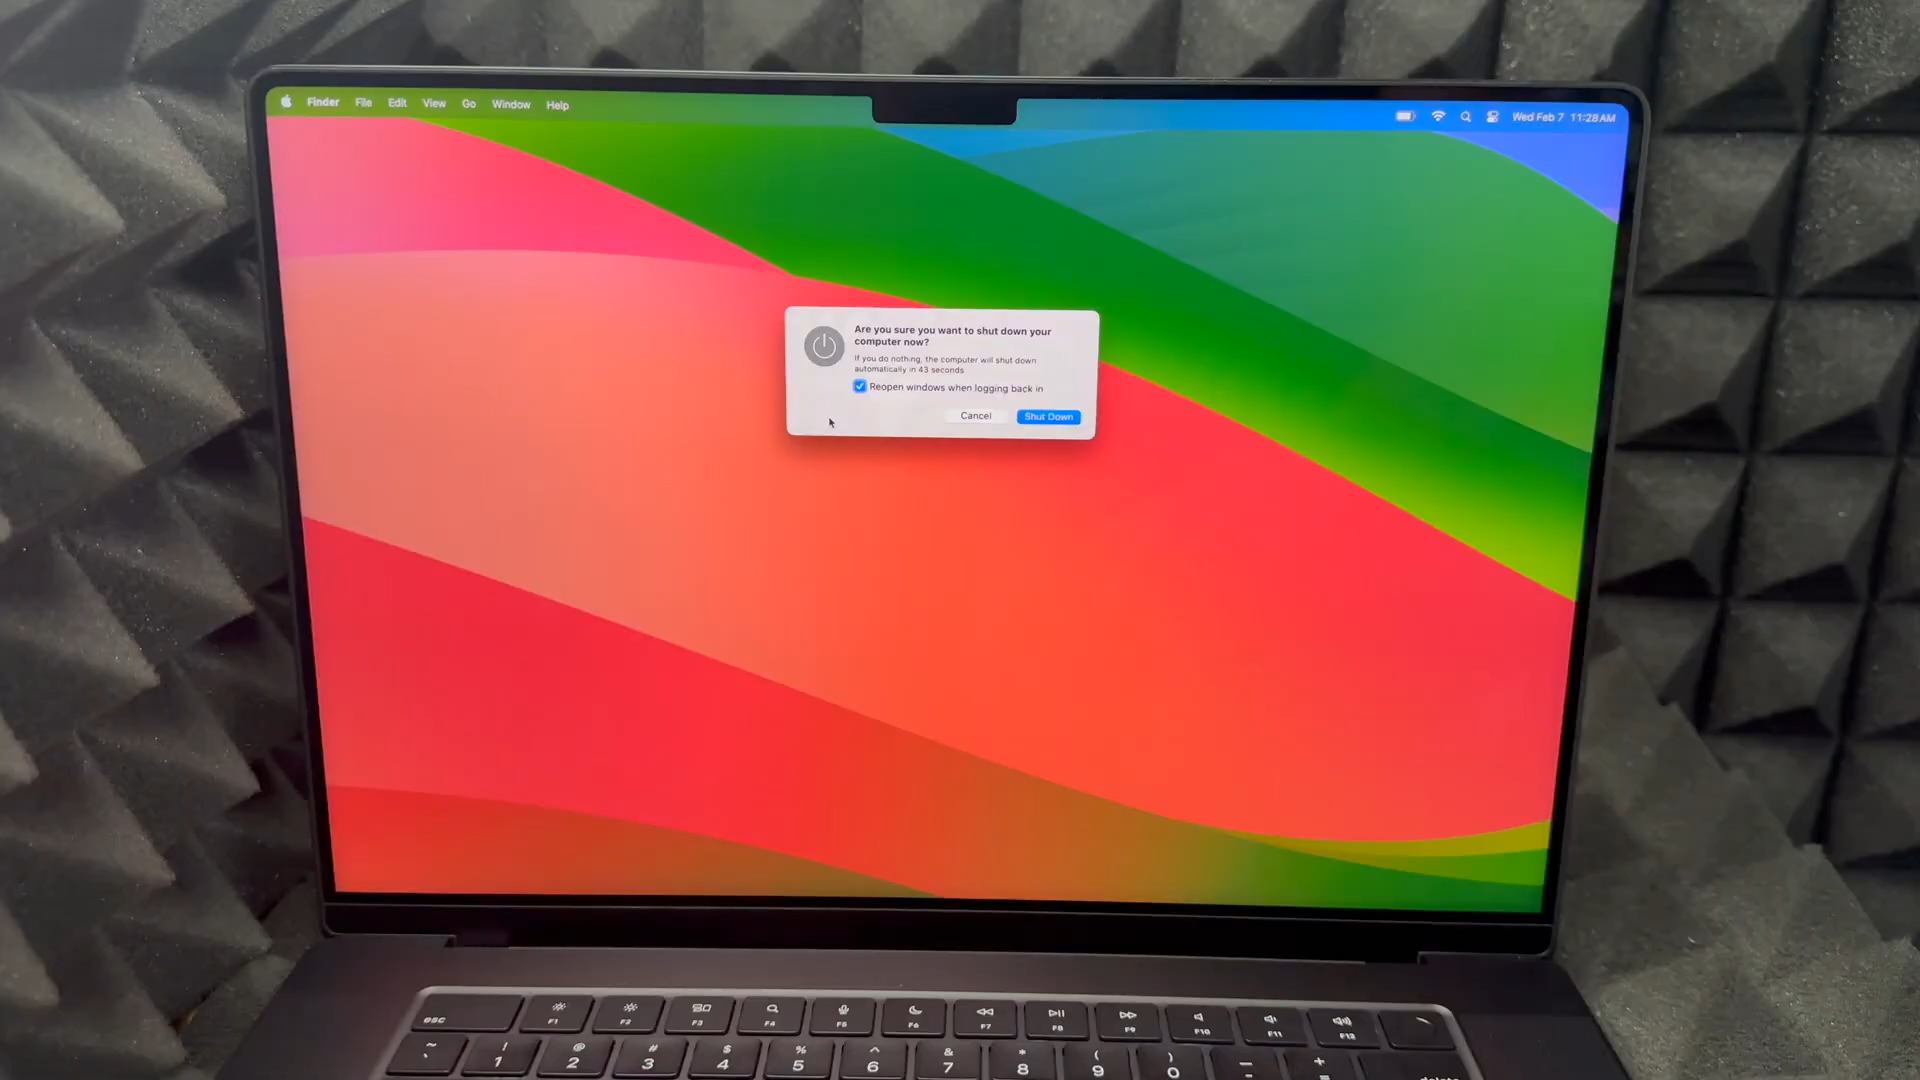 Finder File Edit View Go Window Help
Wed Feb 7 11:28AM
Are you sure you want to shut down your
computer now?
If you do nothing, the computer will shut down
automatically in 43 seconds
Reopen windows when logging back in
Cancel Shut Down
esc F1 F2 F3 F4 F5 F6 F7 F8 F9 F10 F11 F12
~ ! @ # $ % ^ & * ( ) — +
` 1 2 3 4 5 6 7 8 9 0 - =